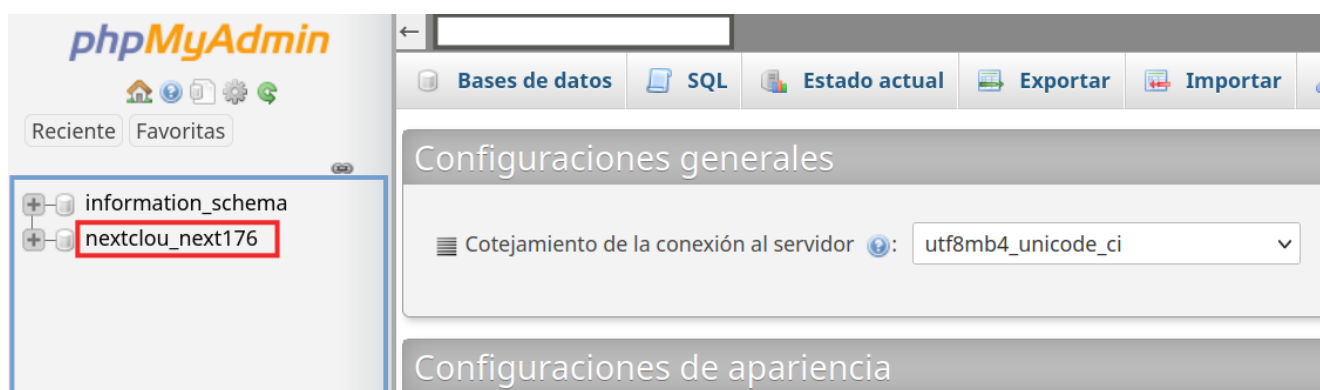 phpMyAdmin
Reciente Favoritas
information_schema
nextclou_next176
Bases de datos SQL Estado actual Exportar Importar
Configuraciones generales
Cotejamiento de la conexión al servidor : utf8mb4_unicode_ci
Configuraciones de apariencia